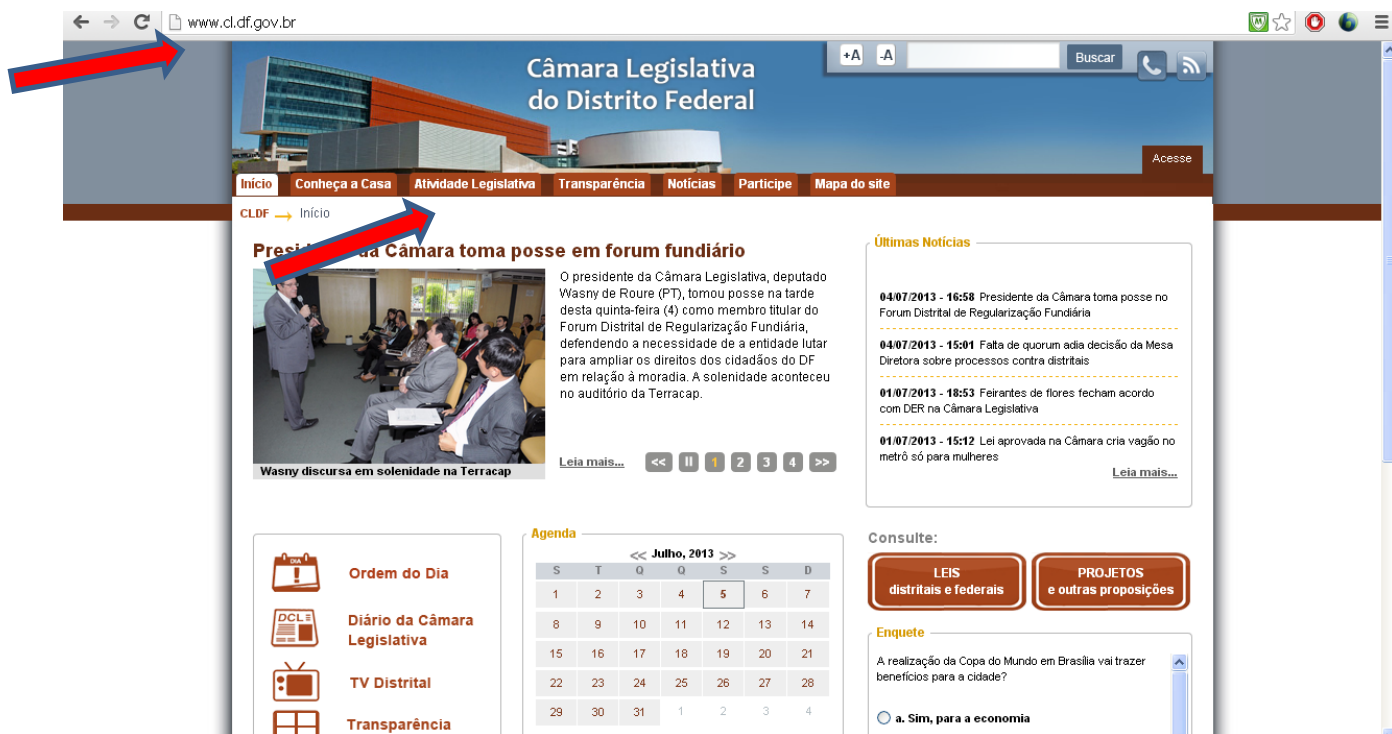 www.cl.df.gov.br
Câmara Legislativa
do Distrito Federal
+A -A Buscar
Acesse
Início Conheça a Casa Atividade Legislativa Transparência Notícias Participe Mapa do site
CLDF → Início
da Câmara toma posse em forum fundiário
O presidente da Câmara Legislativa, deputado
Wasny de Roure (PT), tomou posse na tarde
desta quinta-feira (4) como membro titular do
Forum Distrital de Regularização Fundiária,
defendendo a necessidade de a entidade lutar
para ampliar os direitos dos cidadãos do DF
em relação à moradia. A solenidade aconteceu
no auditório da Terracap.
Wasny discursa em solenidade na Terracap
Leia mais... << II 1 2 3 4 >>
Últimas Notícias
04/07/2013 - 16:58 Presidente da Câmara toma posse no
Forum Distrital de Regularização Fundiária
04/07/2013 - 15:01 Falta de quorum adia decisão da Mesa
Diretora sobre processos contra distritais
01/07/2013 - 18:53 Feirantes de flores fecham acordo
com DER na Câmara Legislativa
01/07/2013 - 15:12 Lei aprovada na Câmara cria vagão no
metrô só para mulheres
Leia mais...
DIA
Ordem do Dia
DCL
Diário da Câmara
Legislativa
TV Distrital
Transparência
Agenda
<< Julho, 2013 >>
S T Q Q S S D
1 2 3 4 5 6 7
8 9 10 11 12 13 14
15 16 17 18 19 20 21
22 23 24 25 26 27 28
29 30 31 1 2 3 4
Consulte:
LEIS
distritais e federais
PROJETOS
e outras proposições
Enquete
A realização da Copa do Mundo em Brasília vai trazer
benefícios para a cidade?
a. Sim, para a economia